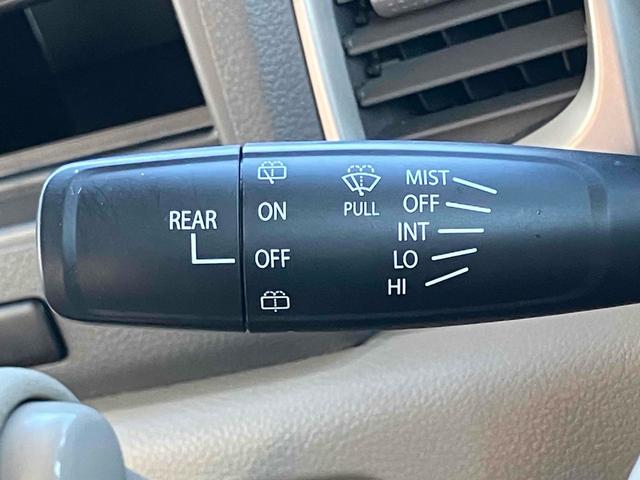 REAR
ON
OFF
PULL
MIST
OFF
INT
LO
HI